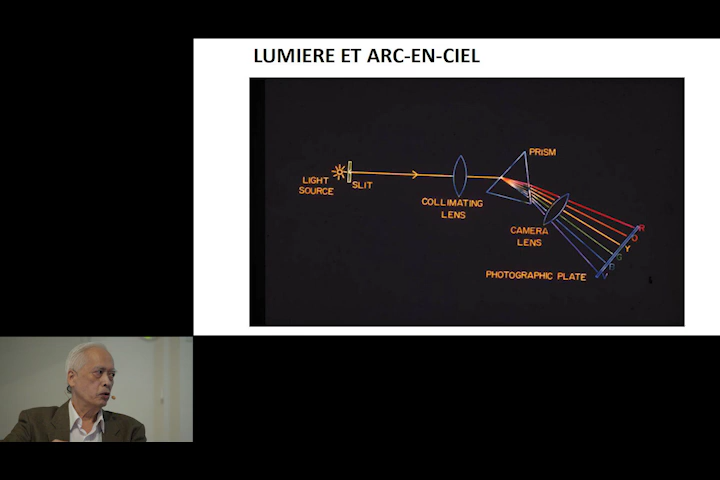 LUMIERE ET ARC-EN-CIEL
PRISM
LIGHT
SOURCE
SLIT
COLLIMATING
LENS
CAMERA
LENS
PHOTOGRAPHIC PLATE
R
O
Y
G
B
V